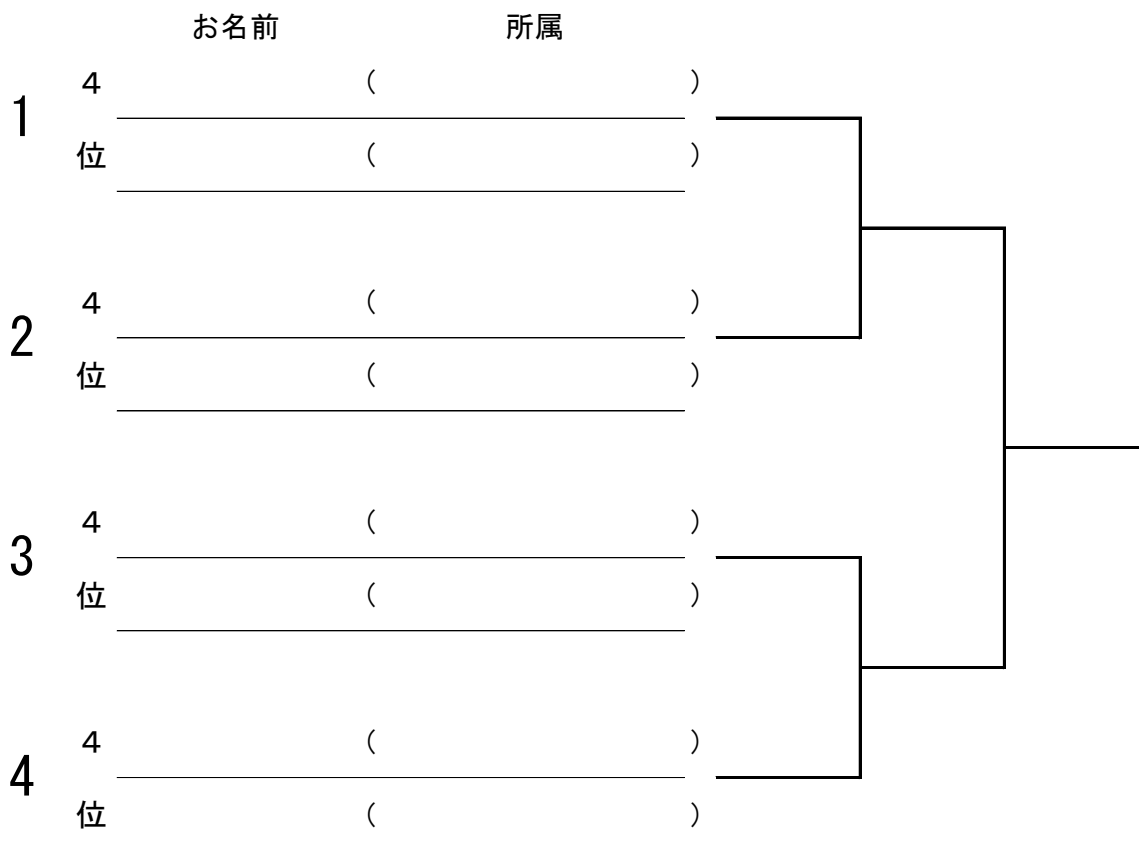 お名前 所属
４ （ ）
1
位 （ ）
４ （ ）
2
位 （ ）
４ （ ）
3
位 （ ）
４ （ ）
4
位 （ ）